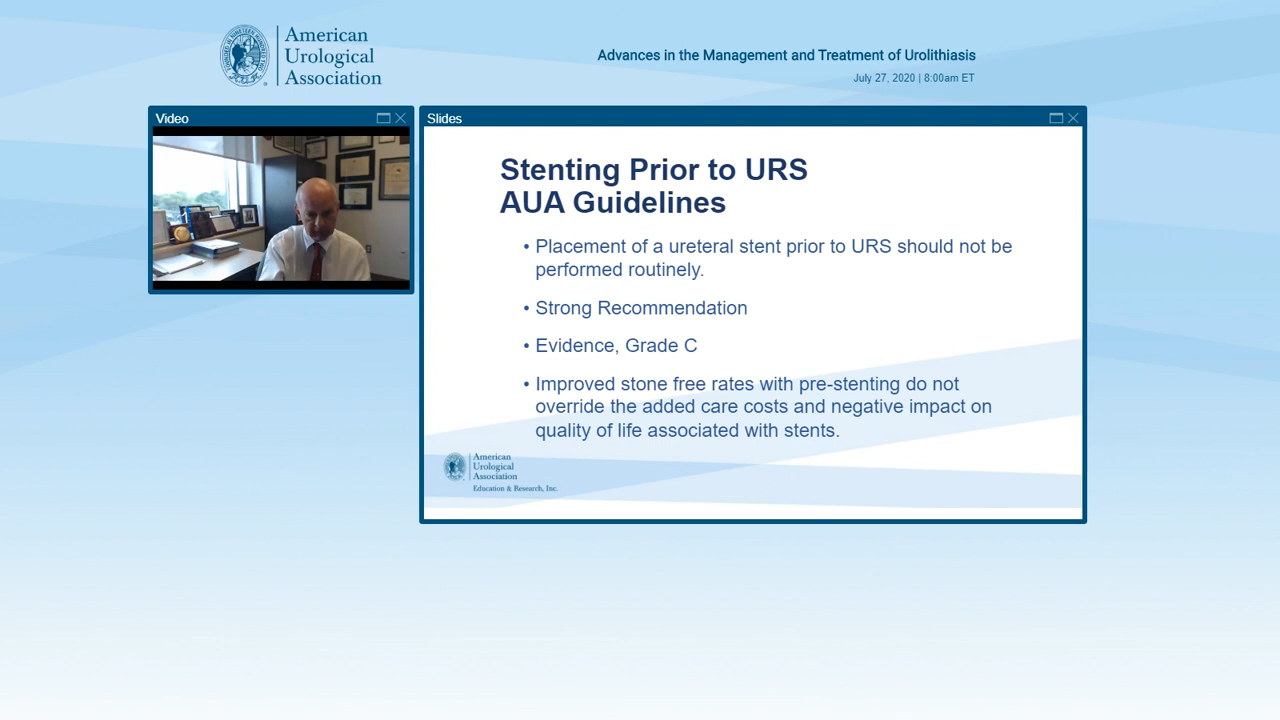 American
Urological
Association
Advances in the Management and Treatment of Urolithiasis
July 27, 2020 | 8:00am ET
Video
Slides
Stenting Prior to URS
AUA Guidelines
• Placement of a ureteral stent prior to URS should not be
performed routinely.
• Strong Recommendation
• Evidence, Grade C
• Improved stone free rates with pre-stenting do not
override the added care costs and negative impact on
quality of life associated with stents.
American
Urological
Association
Education & Research, Inc.